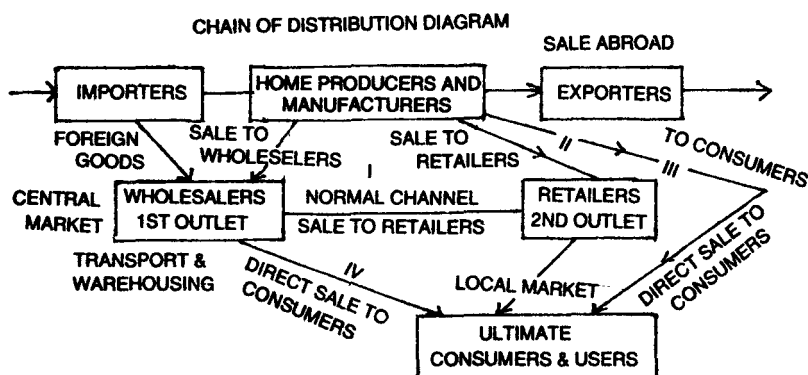 CHAIN OF DISTRIBUTION DIAGRAM
SALE ABROAD
IMPORTERS
HOME PRODUCERS AND
MANUFACTURERS
EXPORTERS
FOREIGN
GOODS
SALE TO
WHOLESELERS
I
SALE TO
RETAILERS
II
III
TO CONSUMERS
CENTRAL
MARKET
WHOLESALERS
1ST OUTLET
NORMAL CHANNEL
SALE TO RETAILERS
RETAILERS
2ND OUTLET
TRANSPORT &
WAREHOUSING
IV
DIRECT SALE TO
CONSUMERS
LOCAL MARKET
DIRECT SALE TO
CONSUMERS
ULTIMATE
CONSUMERS & USERS